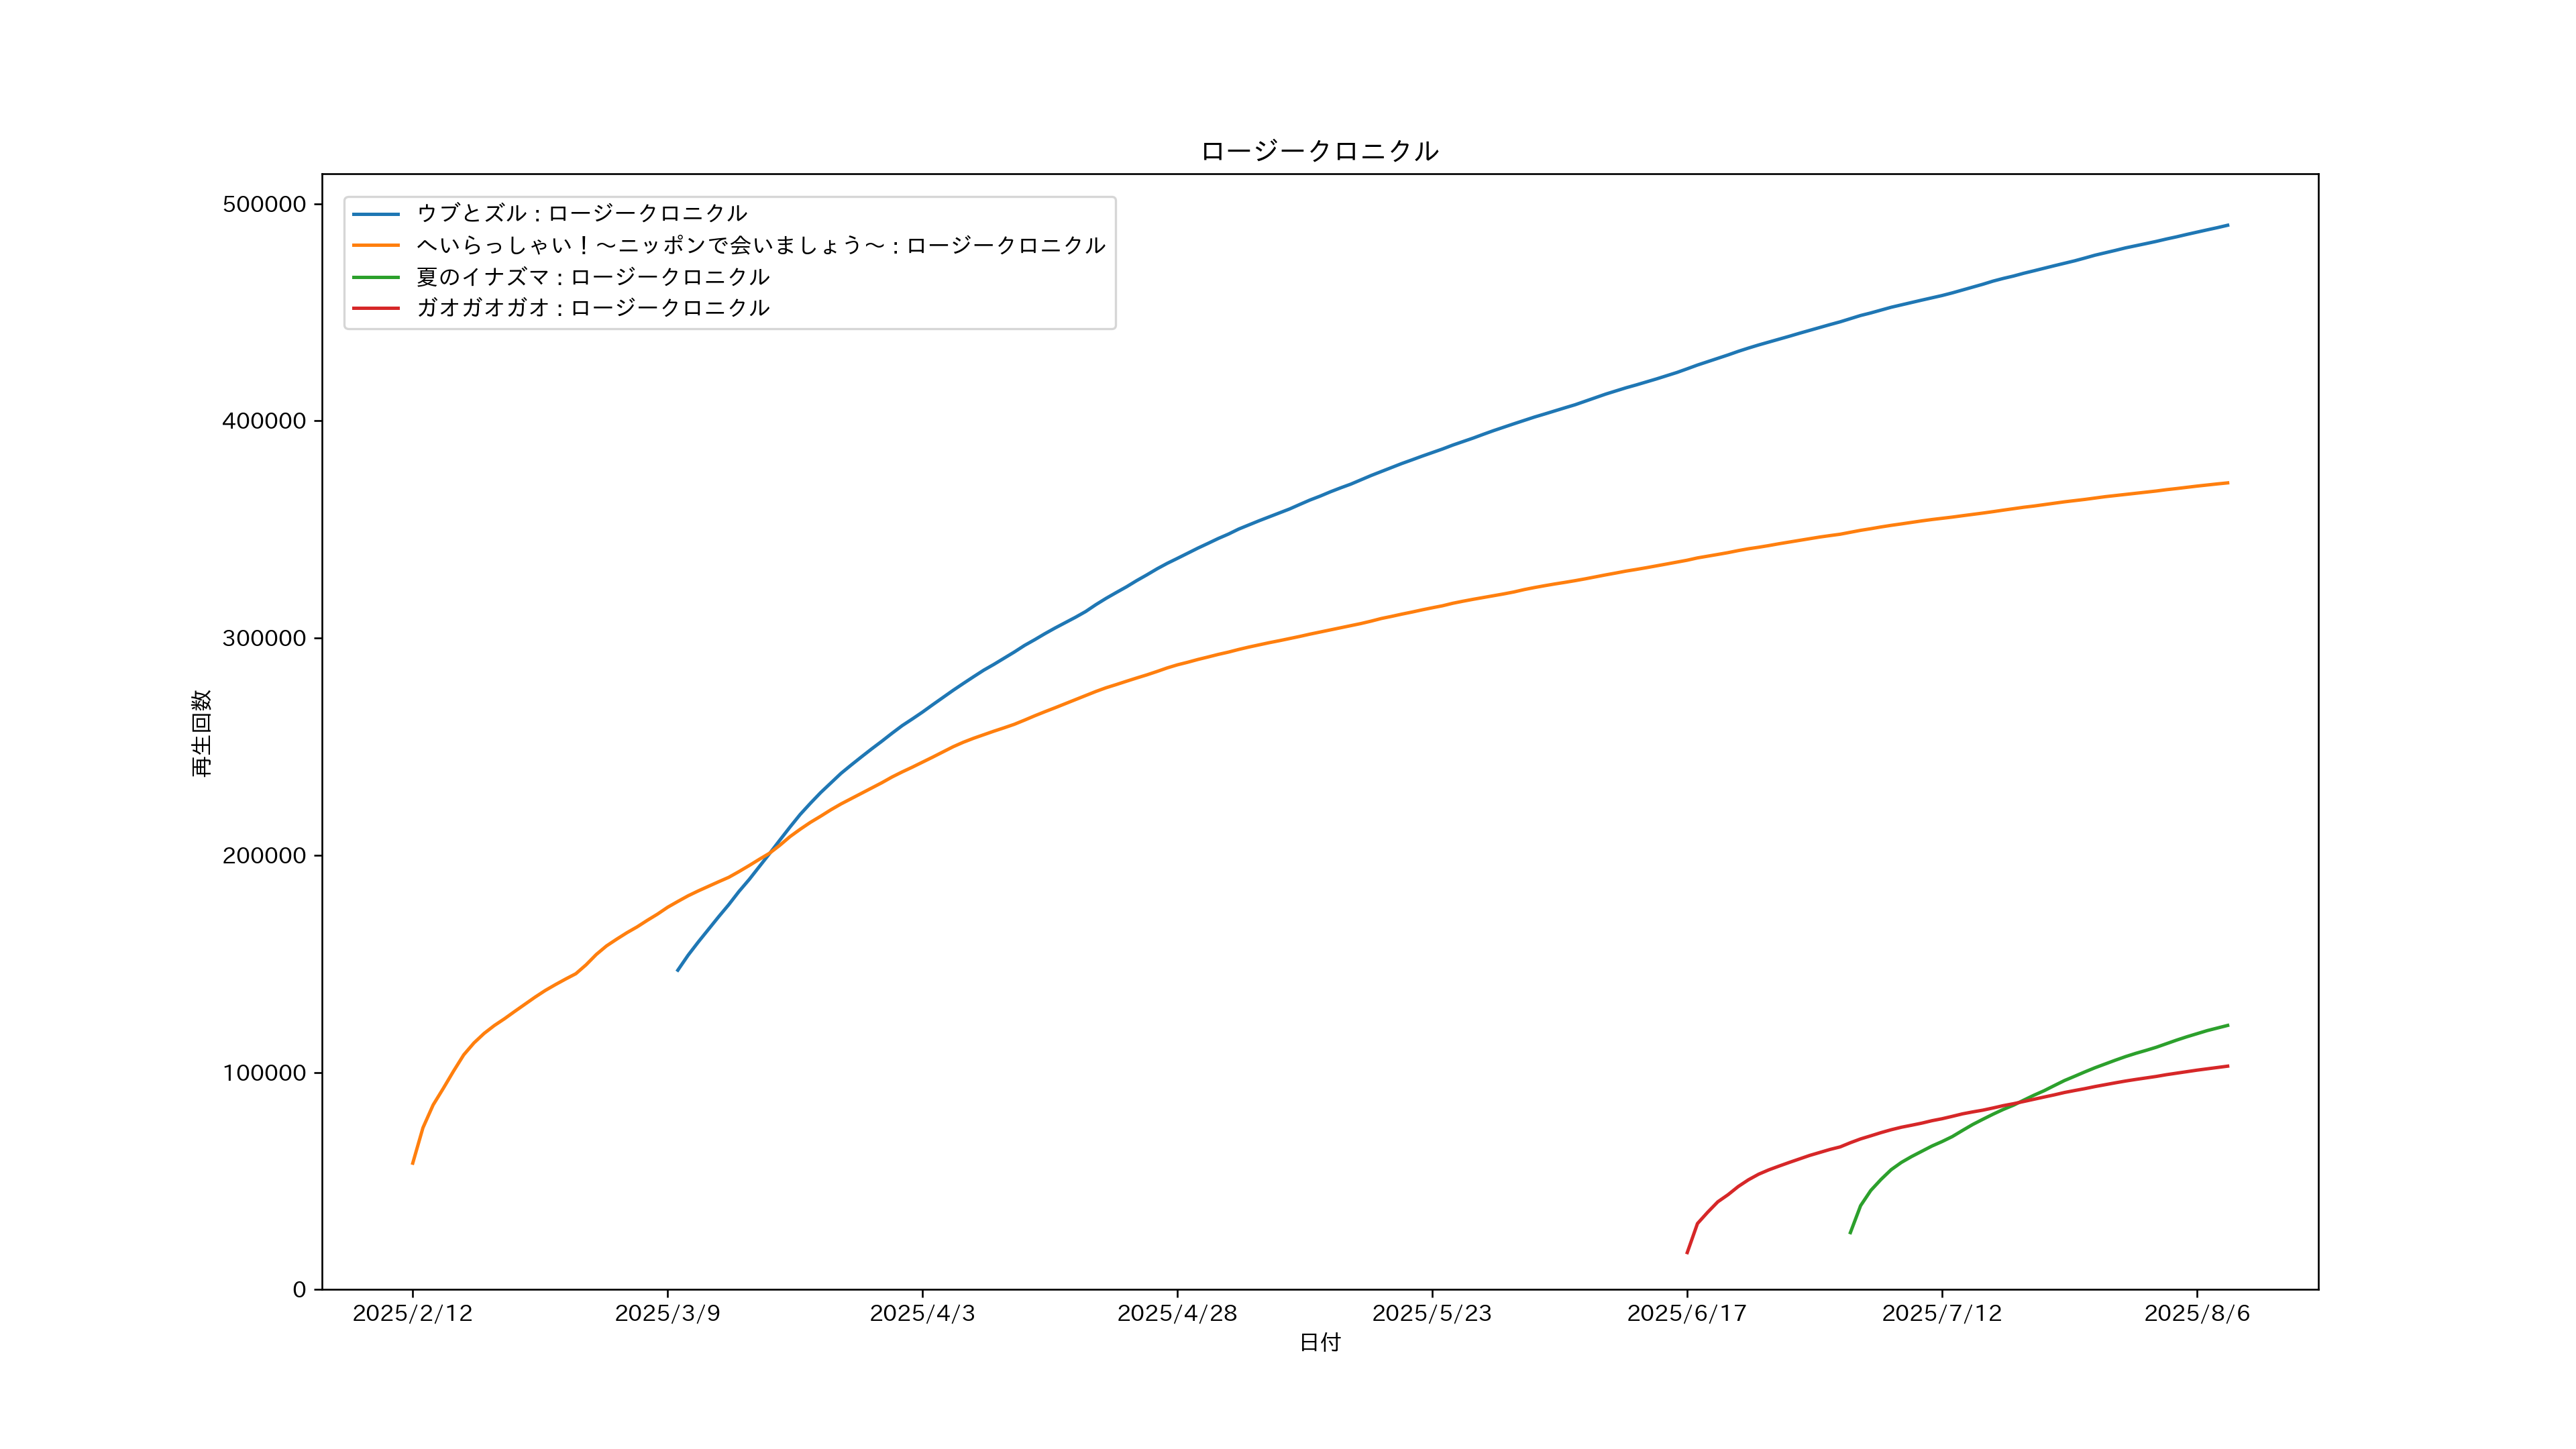 ロージークロニクル
ウブとズル : ロージークロニクル
へいらっしゃい！〜ニッポンで会いましょう〜 : ロージークロニクル
夏のイナズマ : ロージークロニクル
ガオガオガオ : ロージークロニクル
500000
400000
300000
200000
100000
0
再生回数
2025/2/12 2025/3/9 2025/4/3 2025/4/28 2025/5/23 2025/6/17 2025/7/12 2025/8/6
日付